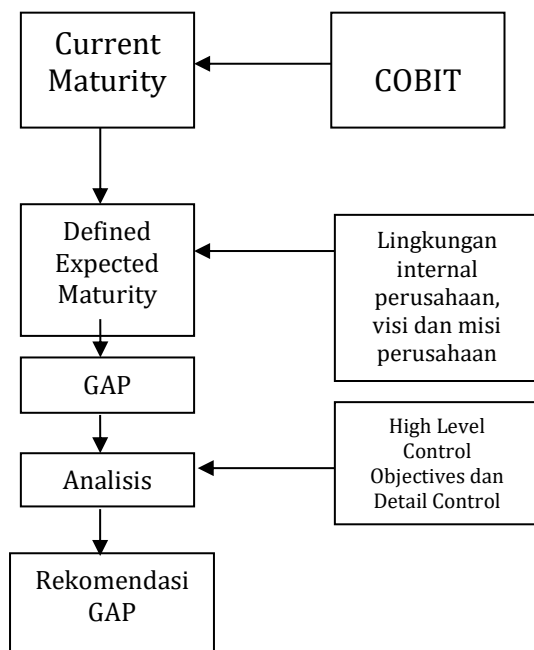 Current
Maturity
COBIT
Defined
Expected
Maturity
Lingkungan
internal
perusahaan,
visi dan misi
perusahaan
GAP
High Level
Control
Objectives dan
Detail Control
Analisis
Rekomendasi
GAP